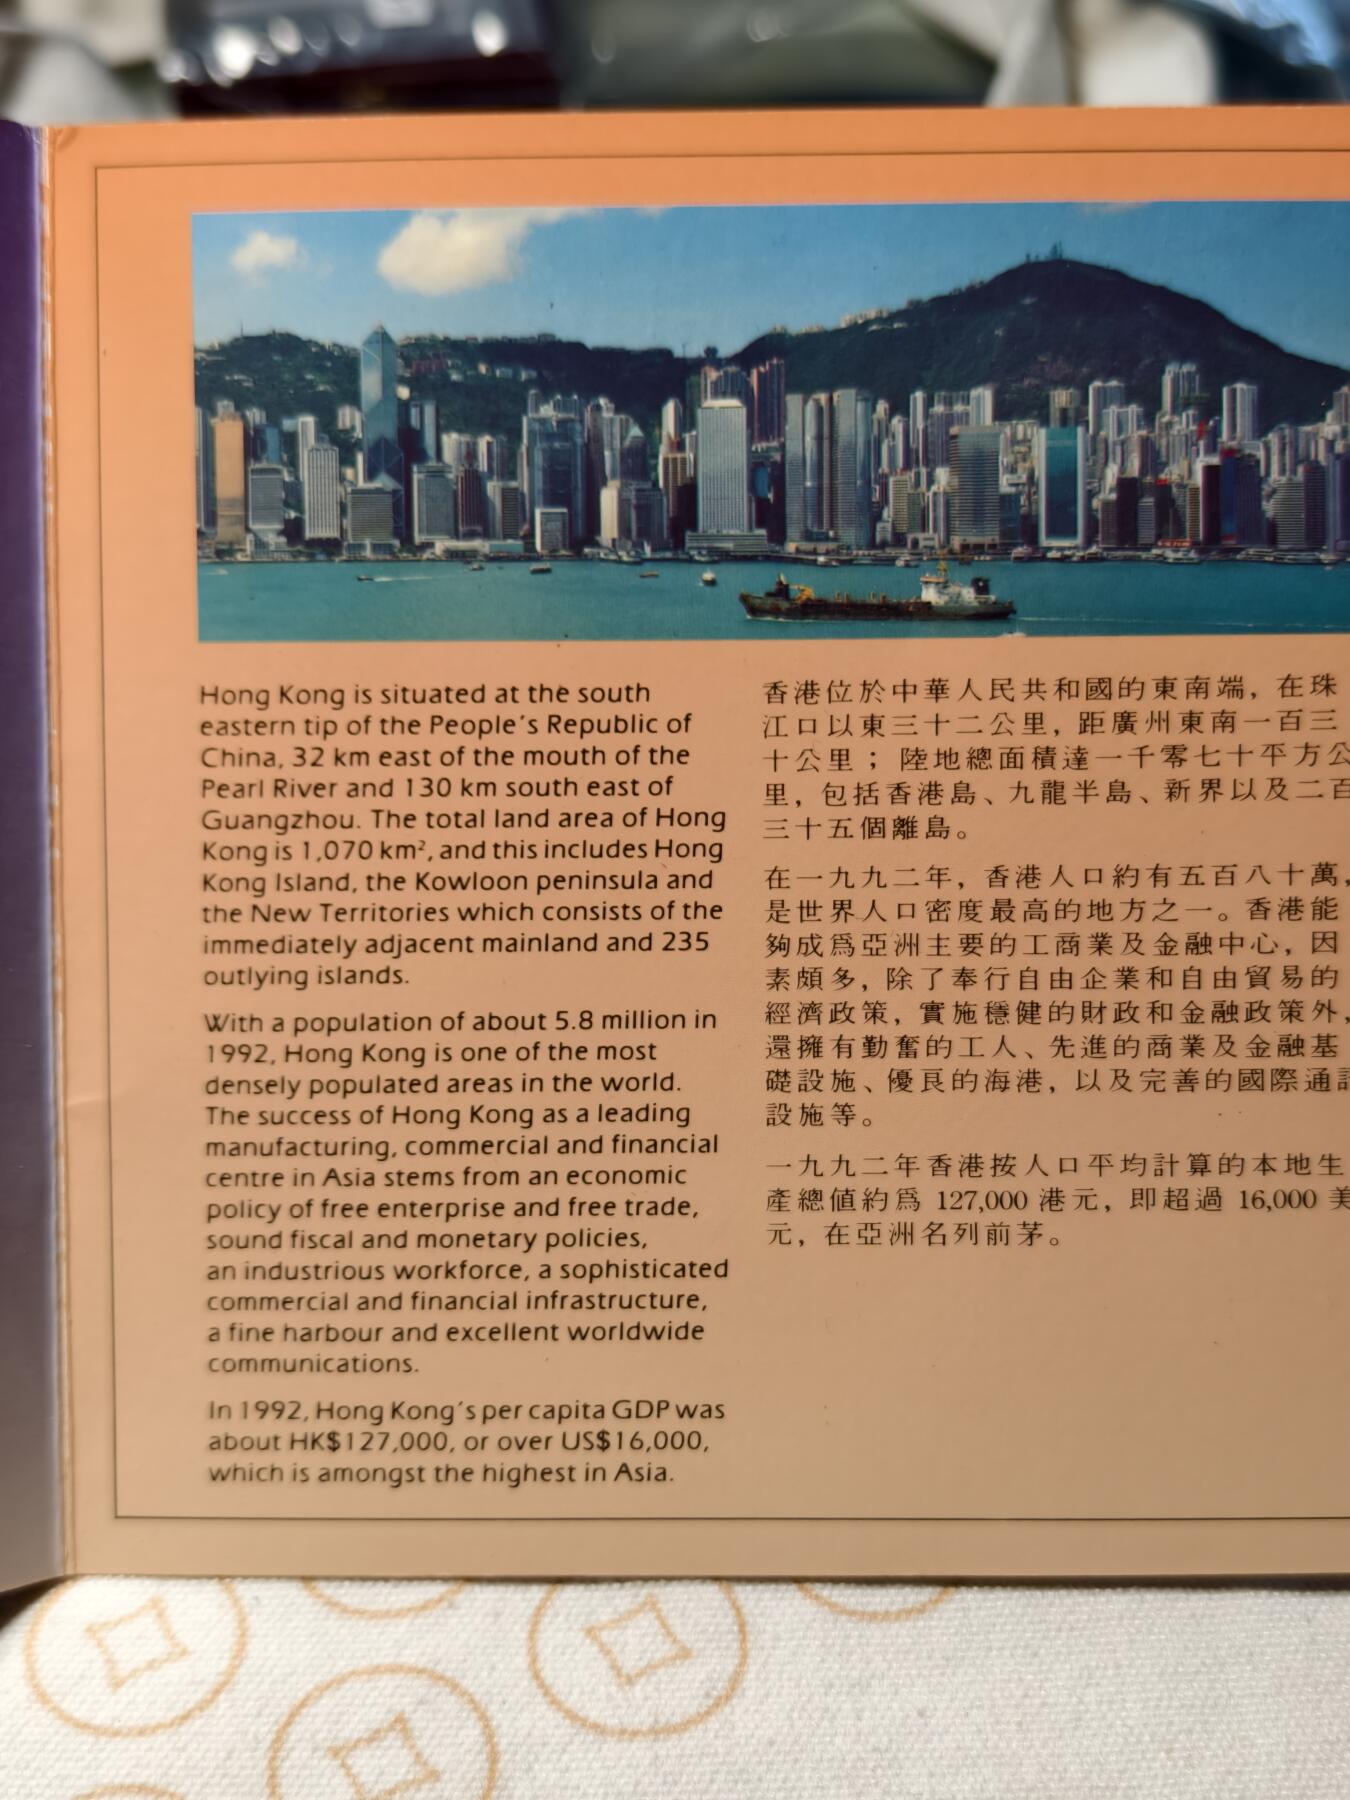 Hong Kong is situated at the south
eastern tip of the People's Republic of
China, 32 km east of the mouth of the
Pearl River and 130 km south east of
Guangzhou. The total land area of Hong
Kong is 1,070 km², and this includes Hong
Kong Island, the Kowloon peninsula and
the New Territories which consists of the
immediately adjacent mainland and 235
outlying islands.
With a population of about 5.8 million in
1992, Hong Kong is one of the most
densely populated areas in the world.
The success of Hong Kong as a leading
manufacturing, commercial and financial
centre in Asia stems from an economic
policy of free enterprise and free trade,
sound fiscal and monetary policies,
an industrious workforce, a sophisticated
commercial and financial infrastructure,
a fine harbour and excellent worldwide
communications.
In 1992, Hong Kong's per capita GDP was
about HK$127,000, or over US$16,000,
which is amongst the highest in Asia.
香港位於中華人民共和國的東南端，在珠
江口以東三十二公里，距廣州東南一百三
十公里；陸地總面積達一千零七十平方公
里，包括香港島、九龍半島、新界以及二百
三十五個離島。
在一九九二年，香港人口約有五百八十萬，
是世界人口密度最高的地方之一。香港能
夠成爲亞洲主要的工商業及金融中心，因
素頗多，除了奉行自由企業和自由貿易的
經濟政策，實施穩健的財政和金融政策外，
還擁有勤奮的工人、先進的商業及金融基
礎設施、優良的海港，以及完善的國際通訊
設施等。
一九九二年香港按人口平均計算的本地生
產總値約爲 127,000 港元，即超過 16,000 美
元，在亞洲名列前茅。